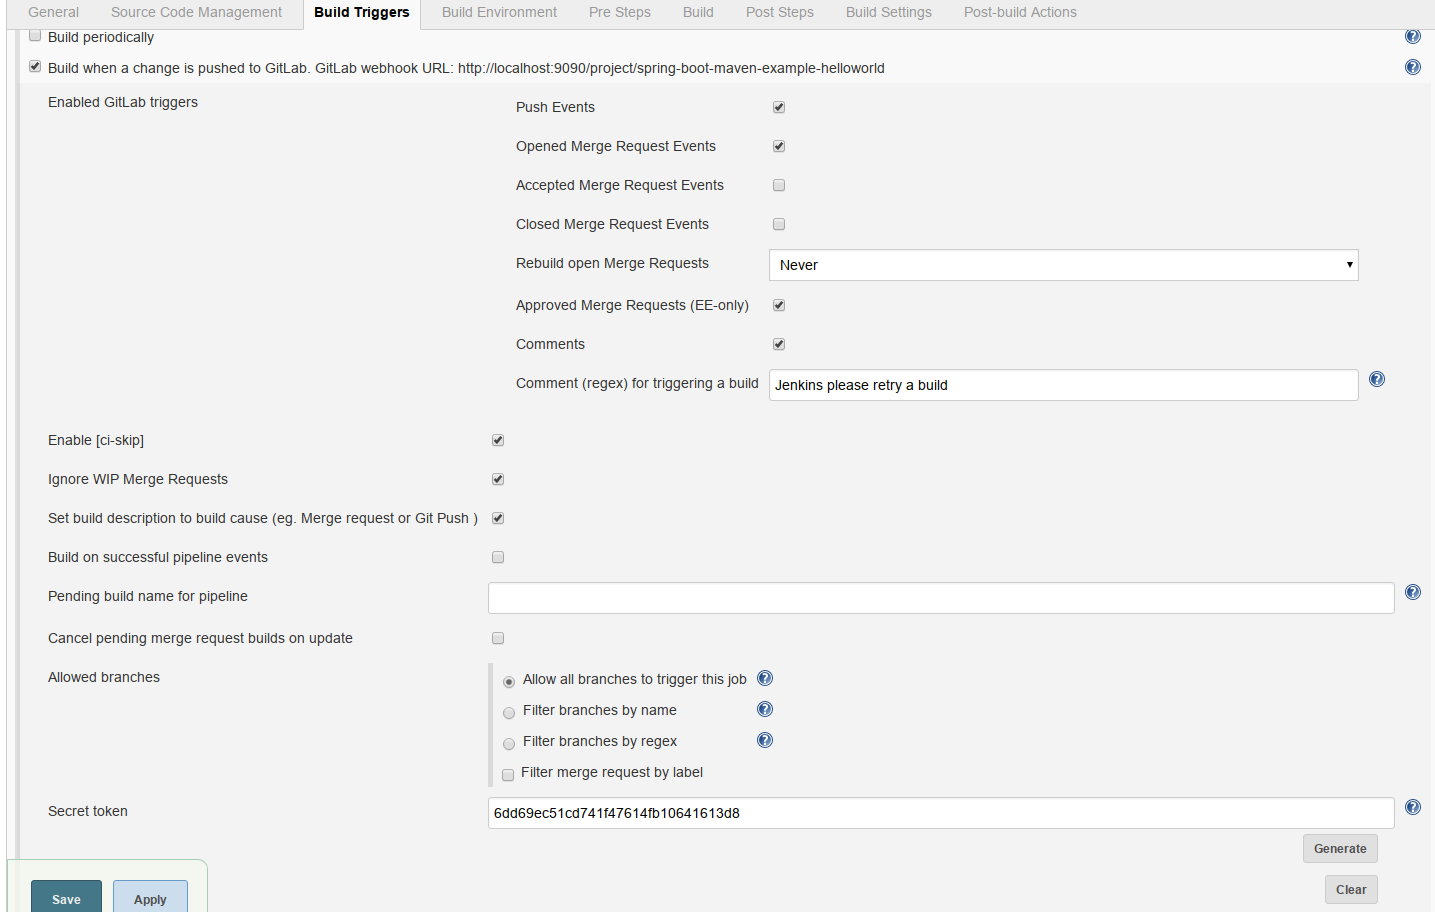 General Source Code Management Build Triggers Build Environment Pre Steps Build Post Steps Build Settings Post-build Actions
Build periodically
Build when a change is pushed to GitLab. GitLab webhook URL: http://localhost:9090/project/spring-boot-maven-example-helloworld
Enabled GitLab triggers
Push Events
Opened Merge Request Events
Accepted Merge Request Events
Closed Merge Request Events
Rebuild open Merge Requests Never
Approved Merge Requests (EE-only)
Comments
Comment (regex) for triggering a build Jenkins please retry a build
Enable [ci-skip]
Ignore WIP Merge Requests
Set build description to build cause (eg. Merge request or Git Push )
Build on successful pipeline events
Pending build name for pipeline
Cancel pending merge request builds on update
Allowed branches
Allow all branches to trigger this job
Filter branches by name
Filter branches by regex
Filter merge request by label
Secret token 6dd69ec51cd741f47614fb10641613d8
Generate
Clear
Save Apply